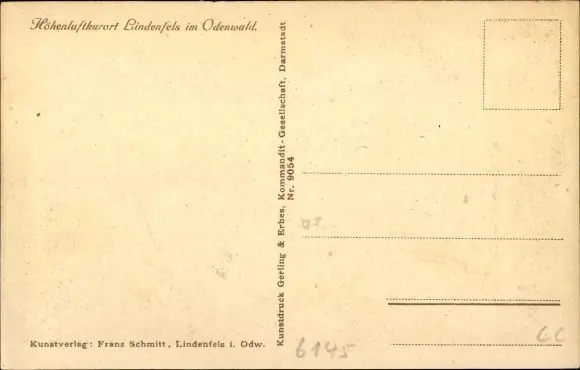 Höhenluftkurort Lindenfels im Odenwald.
Kunstdruck Gerling & Erbes, Kommandit-Gesellschaft, Darmstadt
Nr. 9054
Kunstverlag: Franz Schmitt, Lindenfels i. Odw.
6145